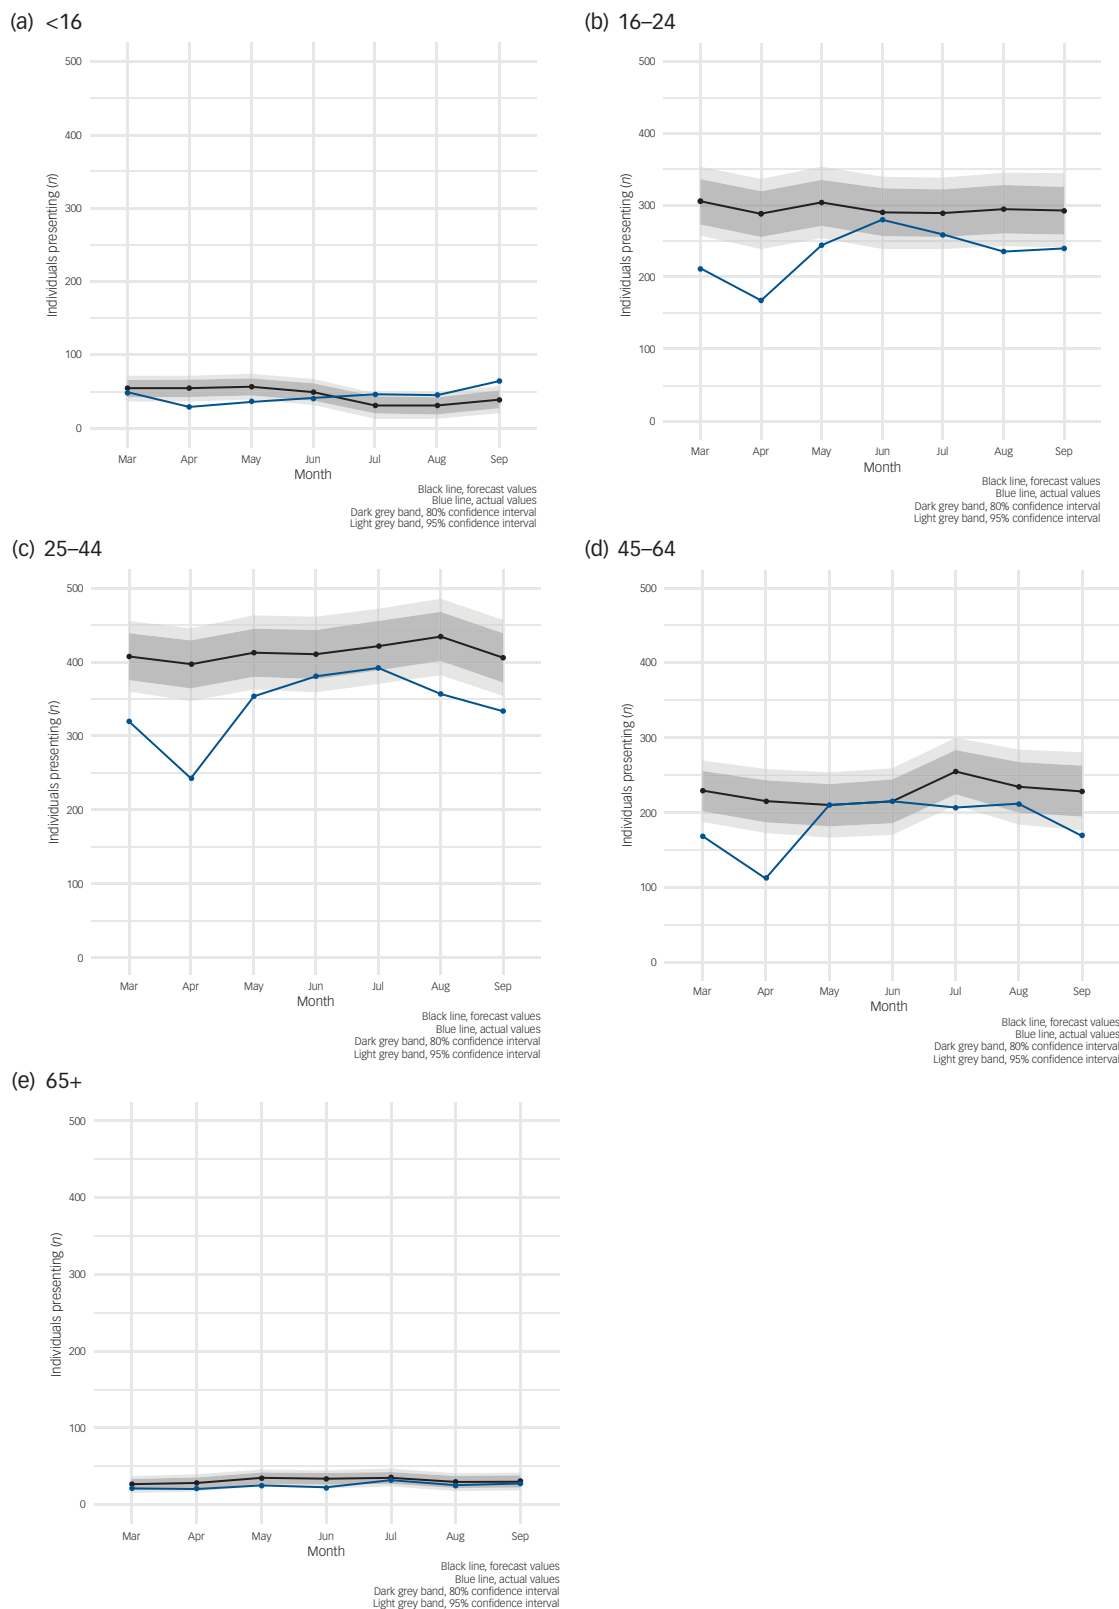 (a) <16
500
400
300
200
100
0
Individuals presenting (n)
Mar Apr May Jun Jul Aug Sep
Month
Black line, forecast values
Blue line, actual values
Dark grey band, 80% confidence interval
Light grey band, 95% confidence interval
(b) 16–24
500
400
300
200
100
0
Individuals presenting (n)
Mar Apr May Jun Jul Aug Sep
Month
Black line, forecast values
Blue line, actual values
Dark grey band, 80% confidence interval
Light grey band, 95% confidence interval
(c) 25–44
500
400
300
200
100
0
Individuals presenting (n)
Mar Apr May Jun Jul Aug Sep
Month
Black line, forecast values
Blue line, actual values
Dark grey band, 80% confidence interval
Light grey band, 95% confidence interval
(d) 45–64
500
400
300
200
100
0
Individuals presenting (n)
Mar Apr May Jun Jul Aug Sep
Month
Black line, forecast values
Blue line, actual values
Dark grey band, 80% confidence interval
Light grey band, 95% confidence interval
(e) 65+
500
400
300
200
100
0
Individuals presenting (n)
Mar Apr May Jun Jul Aug Sep
Month
Black line, forecast values
Blue line, actual values
Dark grey band, 80% confidence interval
Light grey band, 95% confidence interval